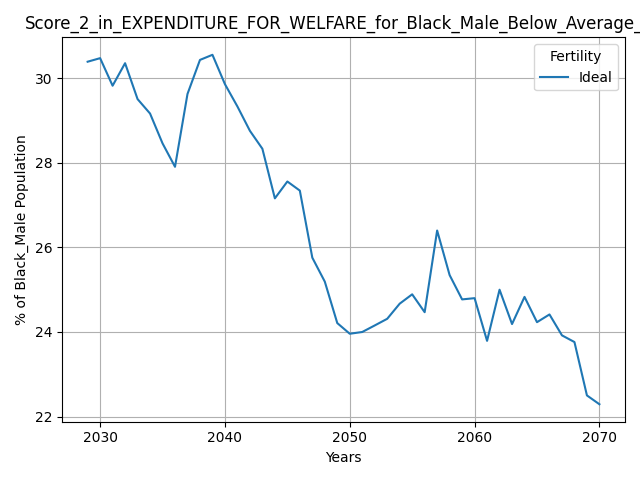 Score_2_in_EXPENDITURE_FOR_WELFARE_for_Black_Male_Below_Average_
Fertility
Ideal
% of Black_Male Population
30
28
26
24
22
2030 2040 2050 2060 2070
Years